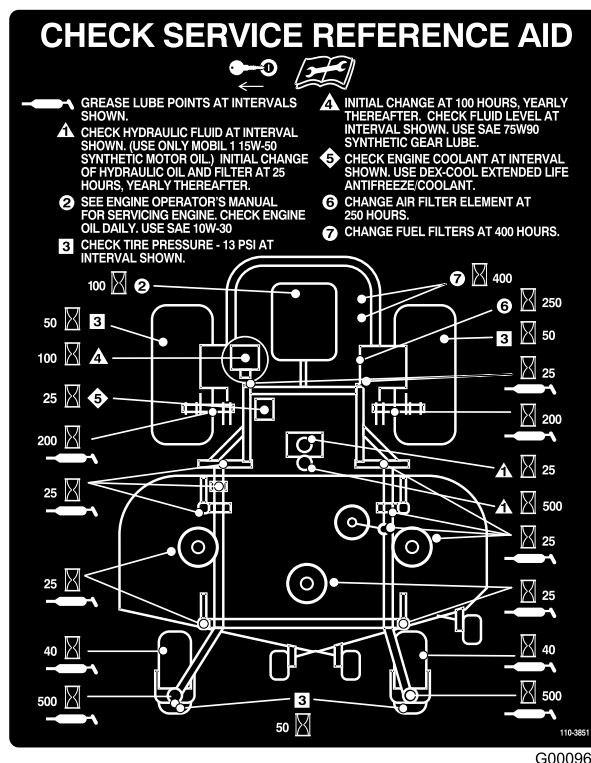 CHECK SERVICE REFERENCE AID
GREASE LUBE POINTS AT INTERVALS
SHOWN.
1 CHECK HYDRAULIC FLUID AT INTERVAL
SHOWN. (USE ONLY MOBIL 1 15W-50
SYNTHETIC MOTOR OIL.) INITIAL CHANGE
OF HYDRAULIC OIL AND FILTER AT 25
HOURS, YEARLY THEREAFTER.
2 SEE ENGINE OPERATOR'S MANUAL
FOR SERVICING ENGINE. CHECK ENGINE
OIL DAILY. USE SAE 10W-30
3 CHECK TIRE PRESSURE - 13 PSI AT
INTERVAL SHOWN.
4 INITIAL CHANGE AT 100 HOURS, YEARLY
THEREAFTER. CHECK FLUID LEVEL AT
INTERVAL SHOWN. USE SAE 75W90
SYNTHETIC GEAR LUBE.
5 CHECK ENGINE COOLANT AT INTERVAL
SHOWN. USE DEX-COOL EXTENDED LIFE
ANTIFREEZE/COOLANT.
6 CHANGE AIR FILTER ELEMENT AT
250 HOURS.
7 CHANGE FUEL FILTERS AT 400 HOURS.
100 2
7 400
6 250
50 3
3 50
100 4
25
25 5
200
200
1 25
25
1 500
25
25
25
40
40
500
500
3
50
110-3851
G00096